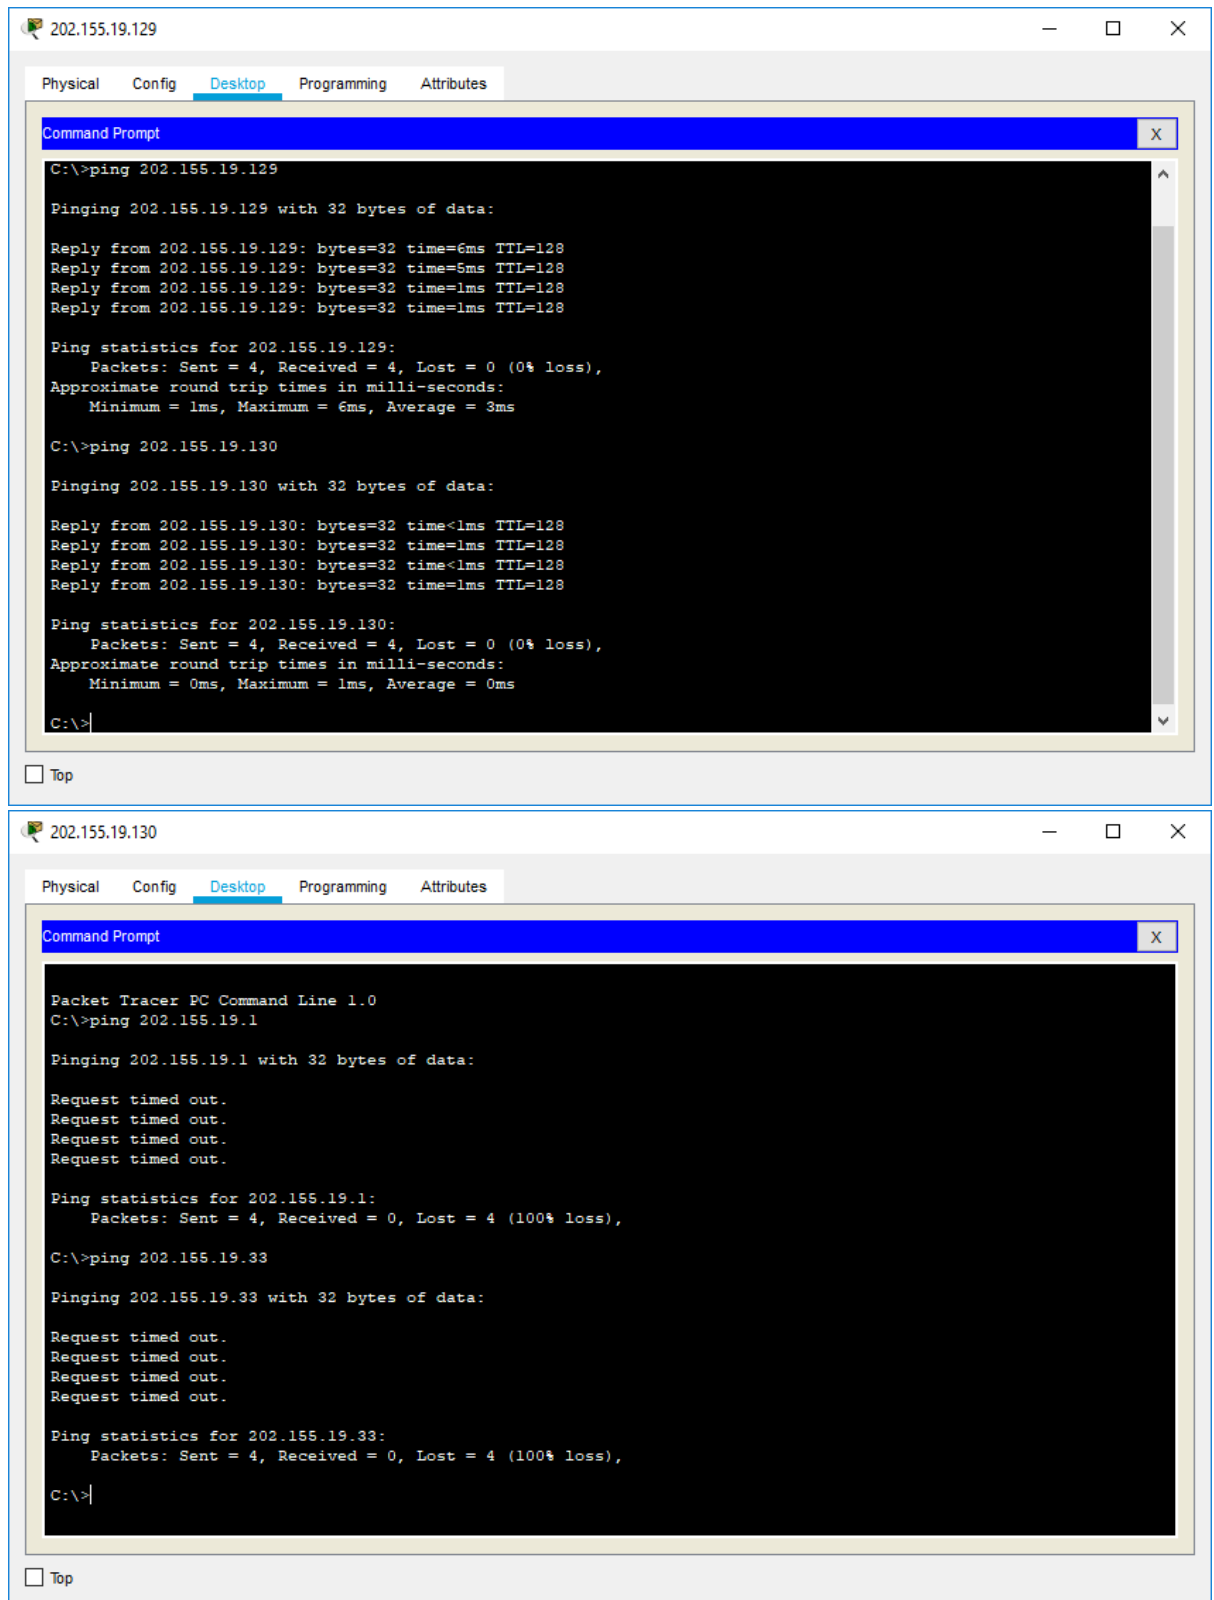 202.155.19.129
Physical Config Desktop Programming Attributes
Command Prompt X
C:\>ping 202.155.19.129
Pinging 202.155.19.129 with 32 bytes of data:
Reply from 202.155.19.129: bytes=32 time=6ms TTL=128
Reply from 202.155.19.129: bytes=32 time=5ms TTL=128
Reply from 202.155.19.129: bytes=32 time=1ms TTL=128
Reply from 202.155.19.129: bytes=32 time=1ms TTL=128
Ping statistics for 202.155.19.129:
Packets: Sent = 4, Received = 4, Lost = 0 (0% loss),
Approximate round trip times in milli-seconds:
Minimum = 1ms, Maximum = 6ms, Average = 3ms
C:\>ping 202.155.19.130
Pinging 202.155.19.130 with 32 bytes of data:
Reply from 202.155.19.130: bytes=32 time<1ms TTL=128
Reply from 202.155.19.130: bytes=32 time=1ms TTL=128
Reply from 202.155.19.130: bytes=32 time<1ms TTL=128
Reply from 202.155.19.130: bytes=32 time=1ms TTL=128
Ping statistics for 202.155.19.130:
Packets: Sent = 4, Received = 4, Lost = 0 (0% loss),
Approximate round trip times in milli-seconds:
Minimum = 0ms, Maximum = 1ms, Average = 0ms
C:\>
Top
202.155.19.130
Physical Config Desktop Programming Attributes
Command Prompt X
Packet Tracer PC Command Line 1.0
C:\>ping 202.155.19.1
Pinging 202.155.19.1 with 32 bytes of data:
Request timed out.
Request timed out.
Request timed out.
Request timed out.
Ping statistics for 202.155.19.1:
Packets: Sent = 4, Received = 0, Lost = 4 (100% loss),
C:\>ping 202.155.19.33
Pinging 202.155.19.33 with 32 bytes of data:
Request timed out.
Request timed out.
Request timed out.
Request timed out.
Ping statistics for 202.155.19.33:
Packets: Sent = 4, Received = 0, Lost = 4 (100% loss),
C:\>
Top